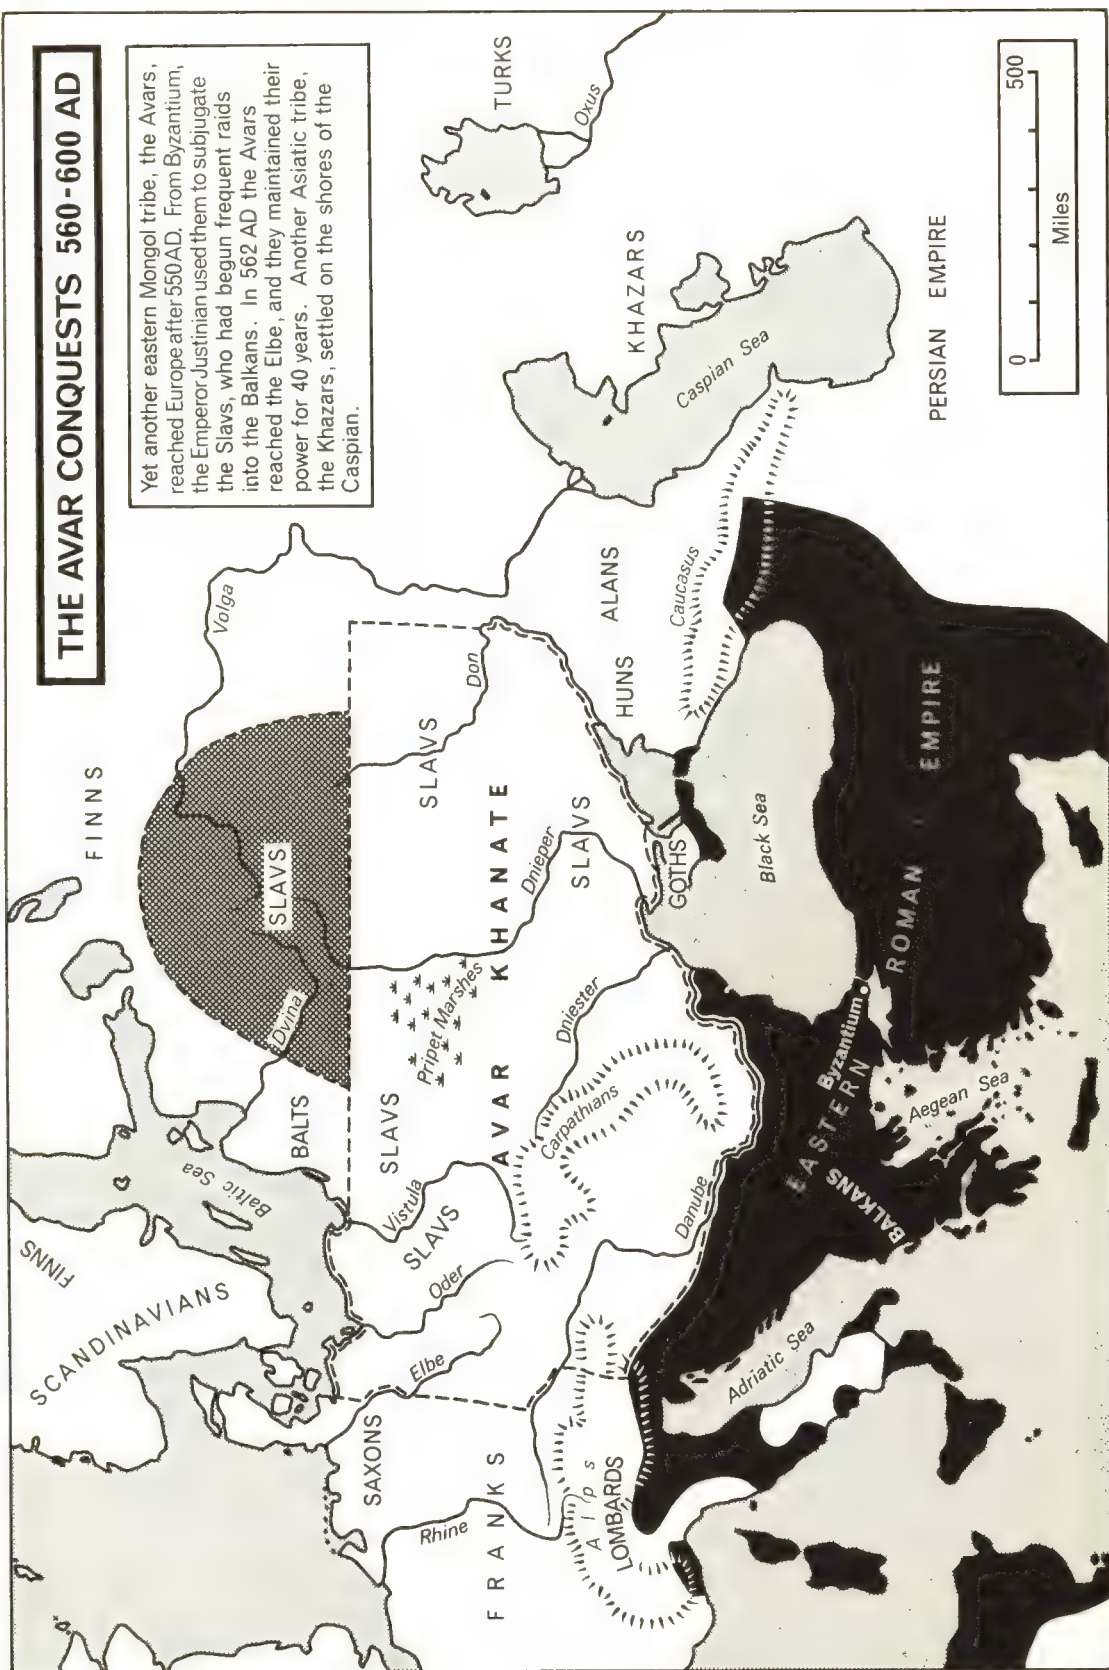 THE AVAR CONQUESTS 560-600 AD
Yet another eastern Mongol tribe, the Avars,
reached Europe after 550 AD. From Byzantium,
the Emperor Justinian used them to subjugate
the Slavs, who had begun frequent raids
into the Balkans. In 562 AD the Avars
reached the Elbe, and they maintained their
power for 40 years. Another Asiatic tribe,
the Khazars, settled on the shores of the
Caspian.
FINNS
SCANDINAVIANS
FINNS
Baltic Sea
BALTS
Dvina
SLAVS
Volga
SAXONS
Elbe
Oder
SLAVS
Vistula
SLAVS
Pripet Marshes
SLAVS
Don
TURKS
Oxus
Rhine
FRANKS
AVAR KHANATE
Carpathians
Dniester
Dnieper
SLAVS
HUNS
ALANS
KHAZARS
Alps
LOMBARDS
Danube
GOTHS
Caucasus
Caspian Sea
Adriatic Sea
BALKANS
EASTERN ROMAN EMPIRE
Byzantium
Black Sea
Aegean Sea
PERSIAN EMPIRE
0 500
Miles